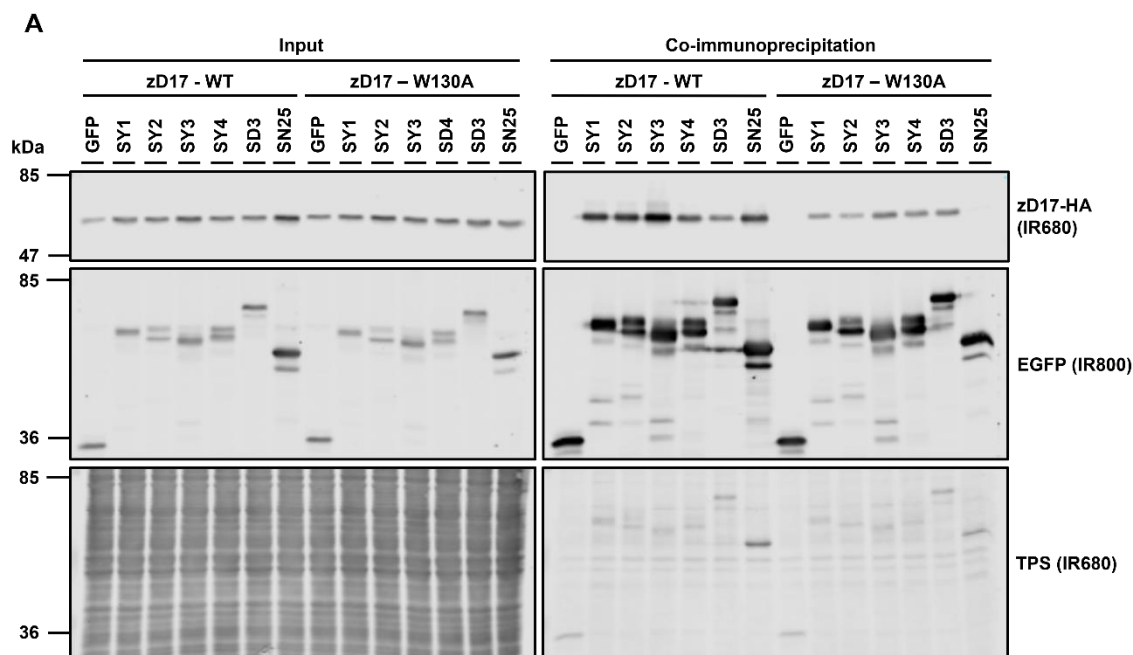 A
Input Co-immunoprecipitation
zD17 - WT zD17 – W130A zD17 - WT zD17 – W130A
GFP SY1 SY2 SY3 SY4 SD3 SN25 GFP SY1 SY2 SY3 SD4 SD3 SN25 GFP SY1 SY2 SY3 SY4 SD3 SN25 GFP SY1 SY2 SY3 SY4 SD3 SN25
kDa
85
zD17-HA
(IR680)
47
85
EGFP (IR800)
36
85
TPS (IR680)
36